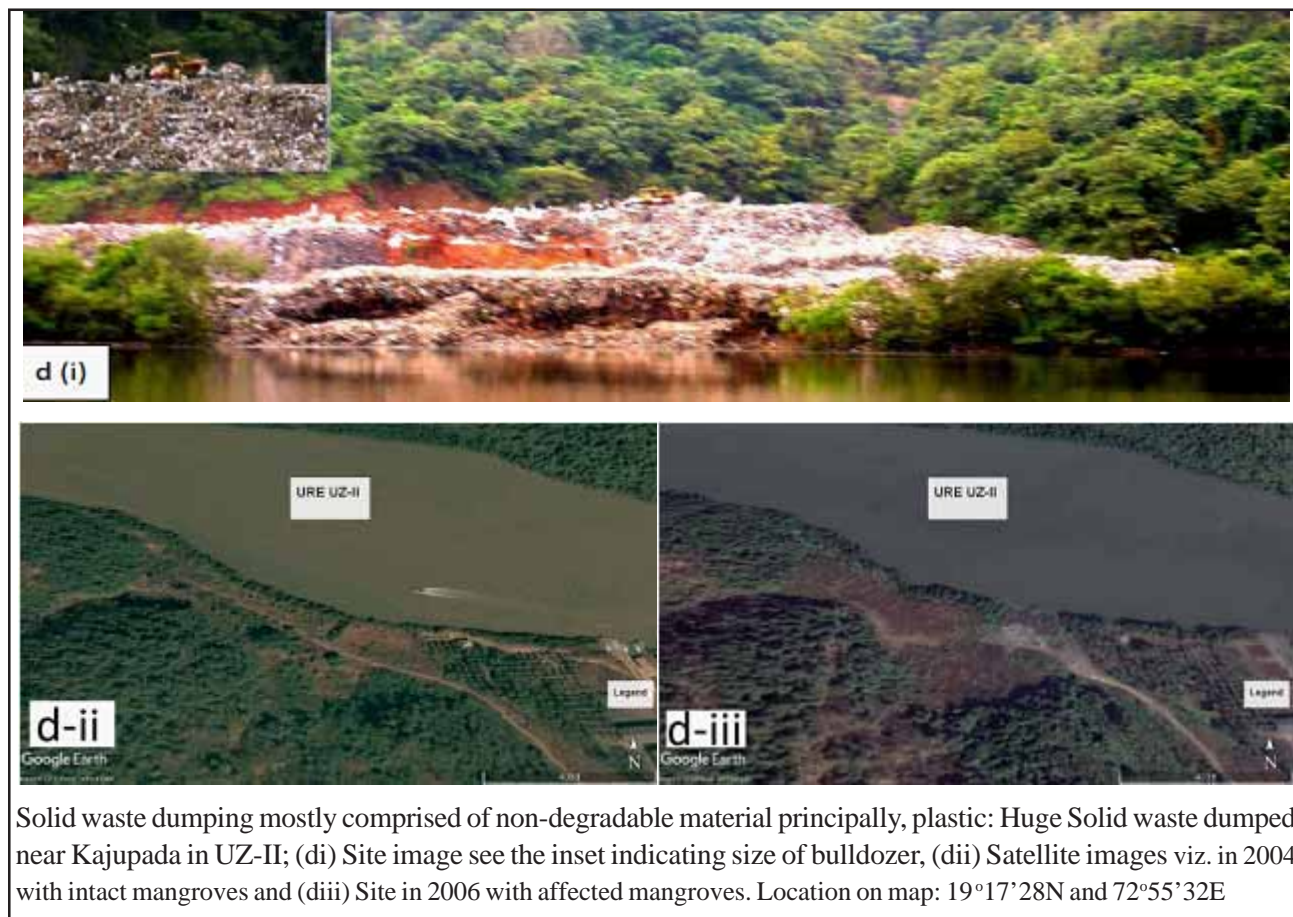 d (i)
URE UZ-II
URE UZ-II
Legend
Legend
d-ii
d-iii
Google Earth
Google Earth
N
N
Solid waste dumping mostly comprised of non-degradable material principally, plastic: Huge Solid waste dumped
near Kajupada in UZ-II; (di) Site image see the inset indicating size of bulldozer, (dii) Satellite images viz. in 2004
with intact mangroves and (diii) Site in 2006 with affected mangroves. Location on map: 19°17’28N and 72°55’32E